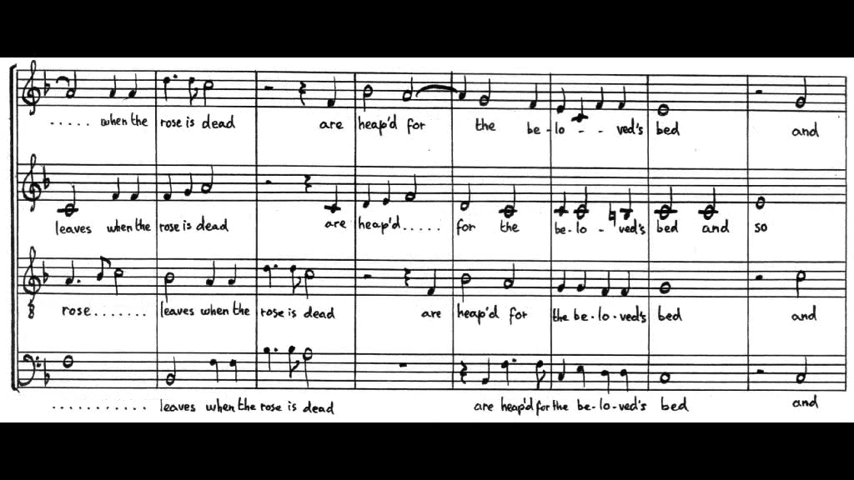 ..... when the rose is dead are heap'd for the be - lo - - ved's bed and
leaves when the rose is dead are heap'd ..... for the be - lo - ved's bed and so
rose ....... leaves when the rose is dead are heap'd for the be - lo - ved's bed and
8
........... leaves when the rose is dead are heap'd for the be - lo - ved's bed and